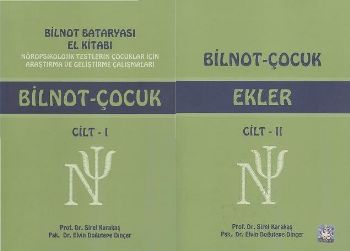 BİLNOT BATARYASI
EL KİTABI
NÖROPSİKOLOJİK TESTLERİN ÇOCUKLAR İÇİN
ARAŞTIRMA VE GELİŞTİRME ÇALIŞMALARI
BİLNOT-ÇOCUK
CİLT - I
Prof. Dr. Sirel Karakaş
Psk. Dr. Elvin Doğutepe Dinçer
BİLNOT-ÇOCUK
EKLER
CİLT - II
Prof. Dr. Sirel Karakaş
Psk. Dr. Elvin Doğutepe Dinçer